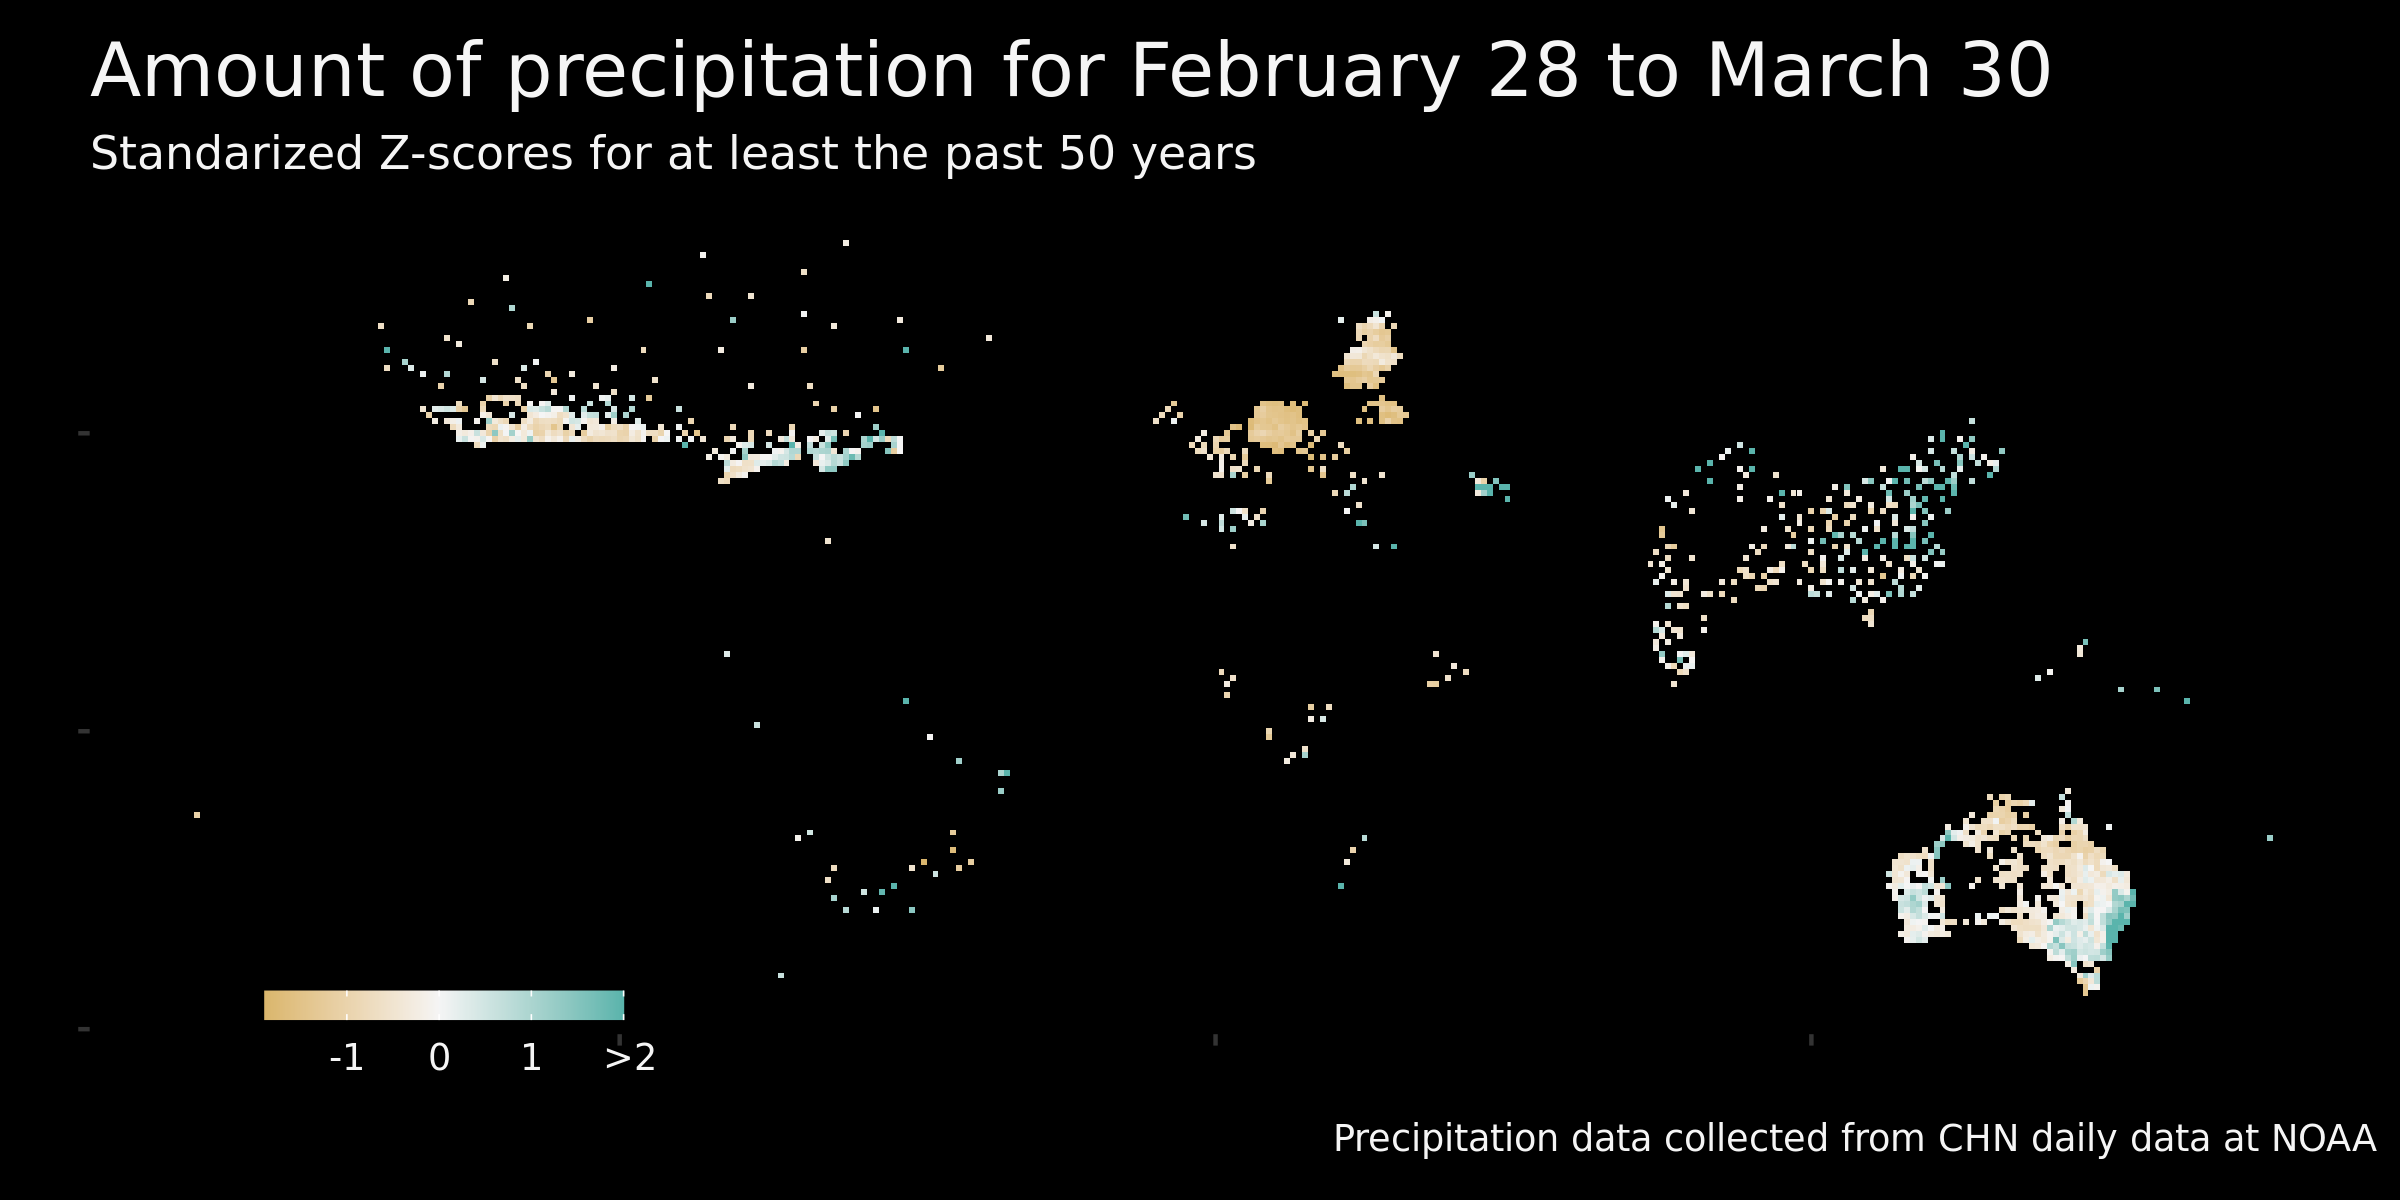 Amount of precipitation for February 28 to March 30
Standarized Z-scores for at least the past 50 years
-1 0 1 >2
Precipitation data collected from CHN daily data at NOAA